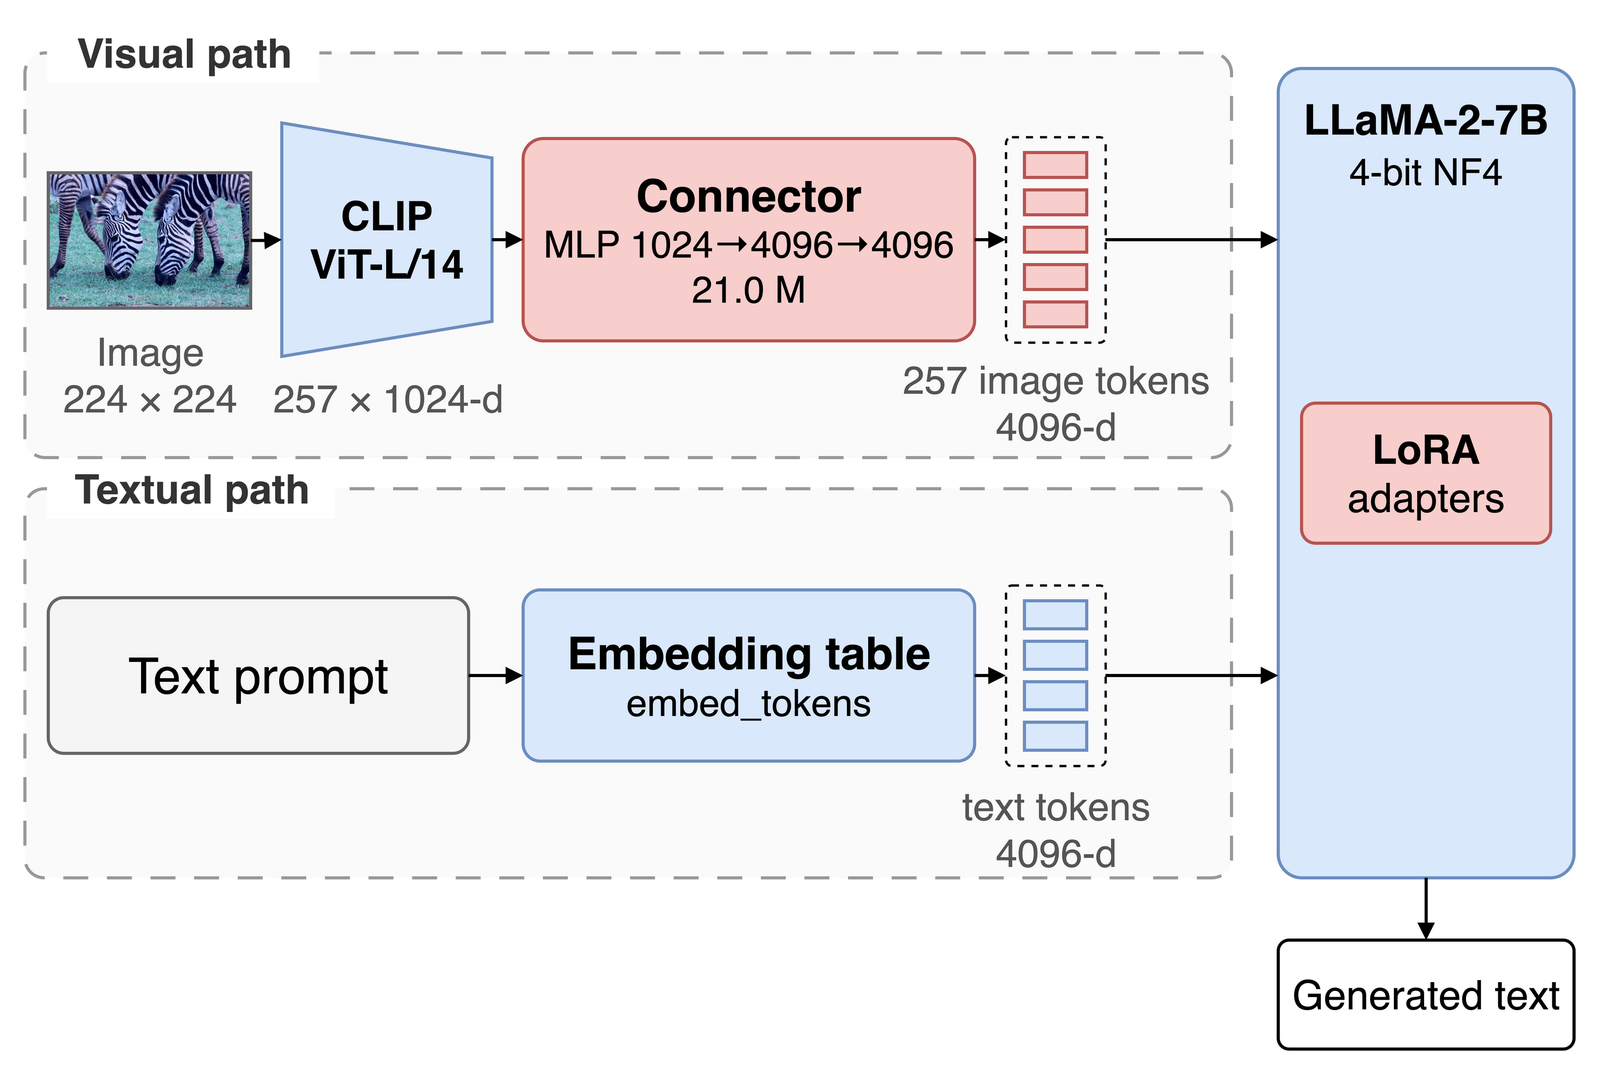 Visual path
CLIP
ViT-L/14
Connector
MLP 1024→4096→4096
21.0 M
Image
224 × 224
257 × 1024-d
257 image tokens
4096-d
Textual path
Text prompt
Embedding table
embed_tokens
text tokens
4096-d
LLaMA-2-7B
4-bit NF4
LoRA
adapters
Generated text